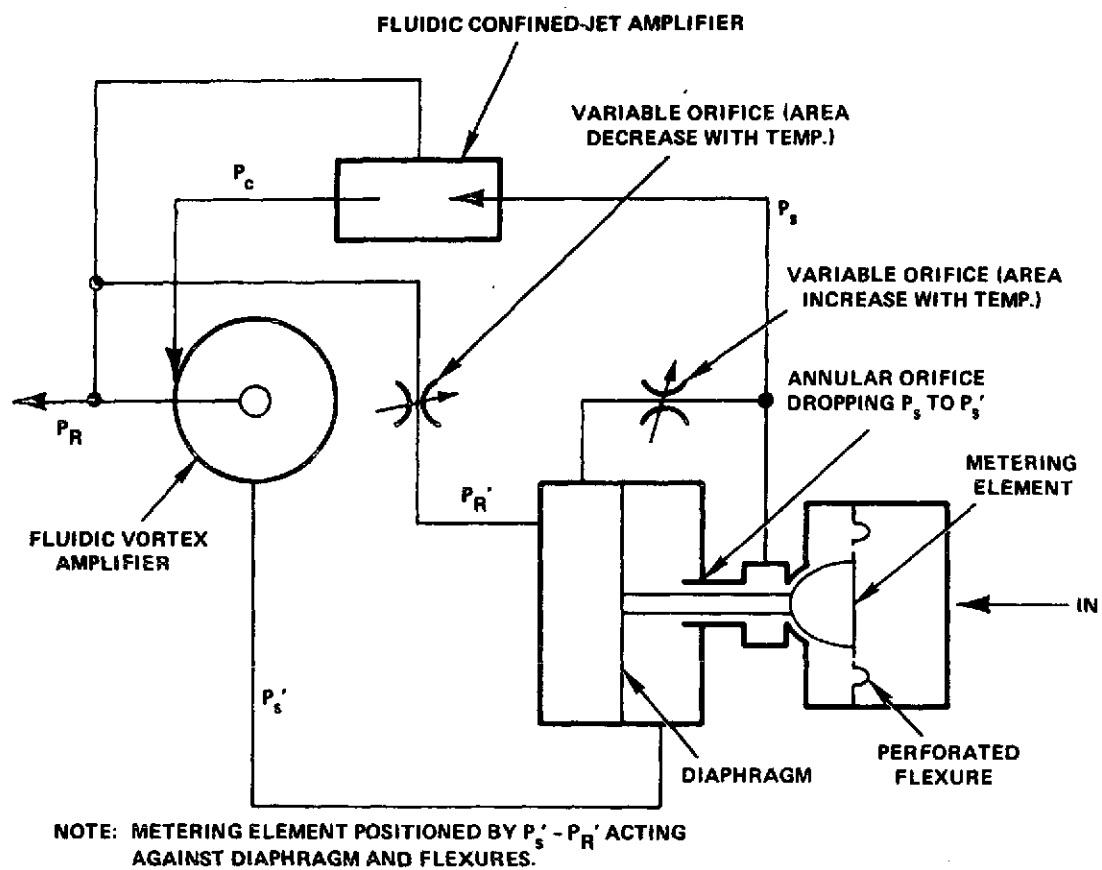 FLUIDIC CONFINED-JET AMPLIFIER
VARIABLE ORIFICE (AREA
DECREASE WITH TEMP.)
Pc
Ps
VARIABLE ORIFICE (AREA
INCREASE WITH TEMP.)
ANNULAR ORIFICE
DROPPING Ps TO Ps'
METERING
ELEMENT
PR
PR'
FLUIDIC VORTEX
AMPLIFIER
IN
Ps'
DIAPHRAGM
PERFORATED
FLEXURE
NOTE: METERING ELEMENT POSITIONED BY Ps' - PR' ACTING
AGAINST DIAPHRAGM AND FLEXURES.